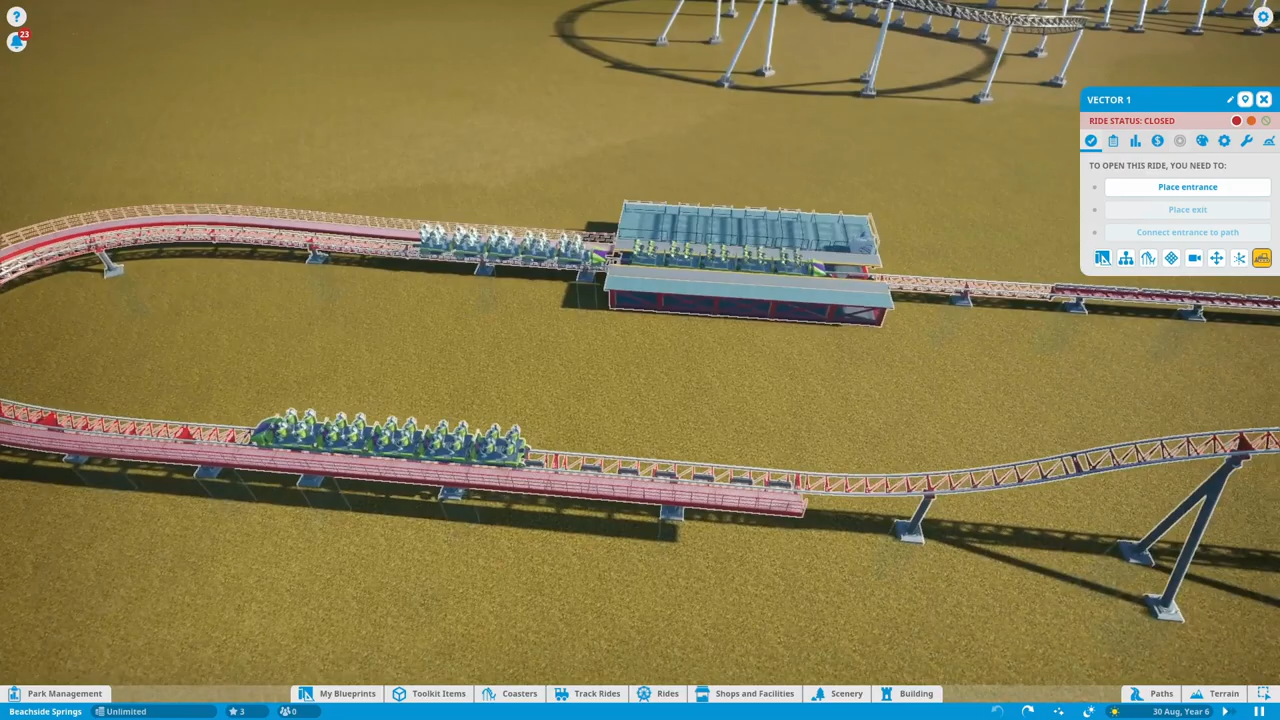 ?
23
VECTOR 1
RIDE STATUS: CLOSED
TO OPEN THIS RIDE, YOU NEED TO:
Place entrance
Place exit
Connect entrance to path
Park Management
My Blueprints
Toolkit Items
Coasters
Track Rides
Rides
Shops and Facilities
Scenery
Building
Paths
Terrain
Beachside Springs
Unlimited
3
0
30 Aug, Year 6